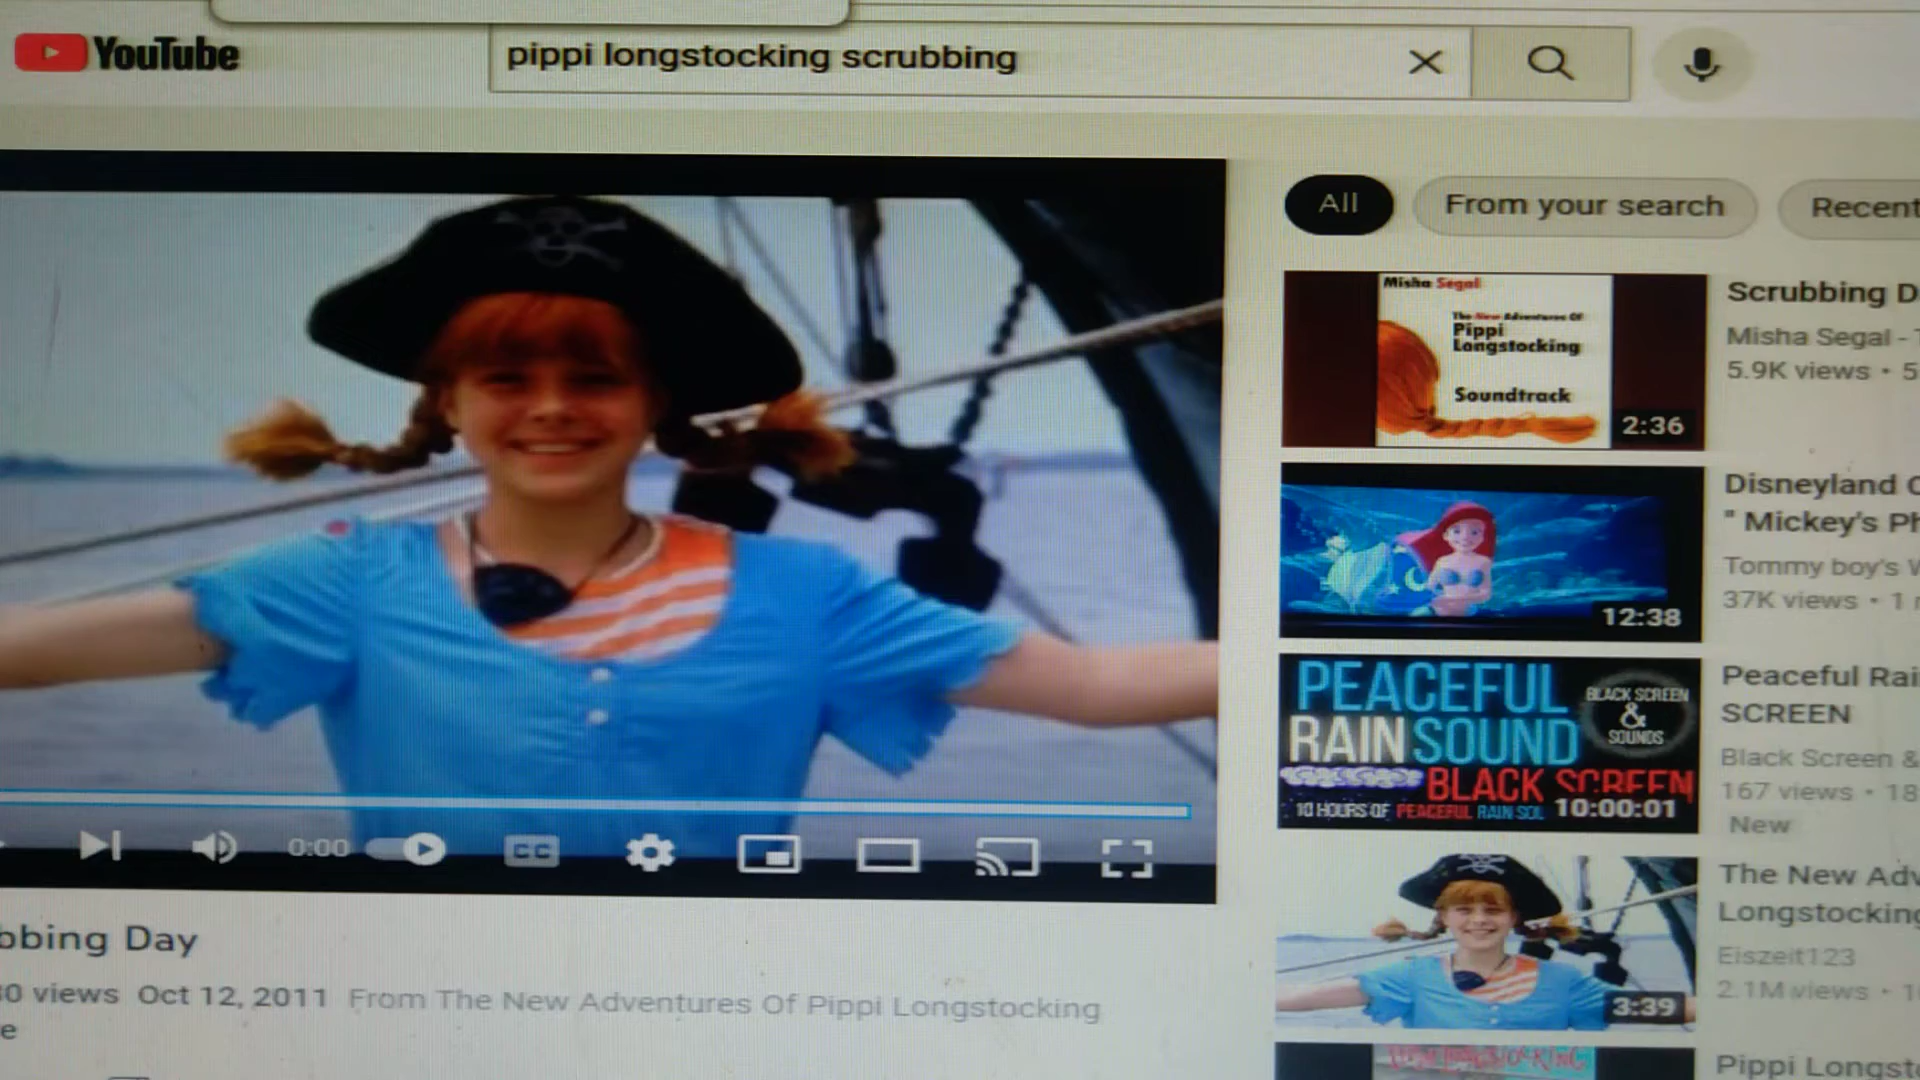 YouTube
pippi longstocking scrubbing
All
From your search
Recent
Misha Segal
The New Adventures Of
Pippi
Longstocking
Soundtrack
2:36
Scrubbing D
Misha Segal -
5.9K views • 5
12:38
Disneyland
" Mickey's Ph
Tommy boy's
37K views • 1
PEACEFUL
RAIN SOUND
BLACK SCREEN
10 HOURS OF PEACEFUL RAIN
BLACK SCREEN
&
SOUNDS
10:00:01
Peaceful Rai
SCREEN
Black Screen &
167 views • 18
New
3:39
The New Adv
Longstocking
Eiszeit123
2.1M views • 1
Pippi Longst
0:00
CC
bbing Day
30 views Oct 12, 2011 From The New Adventures Of Pippi Longstocking
e